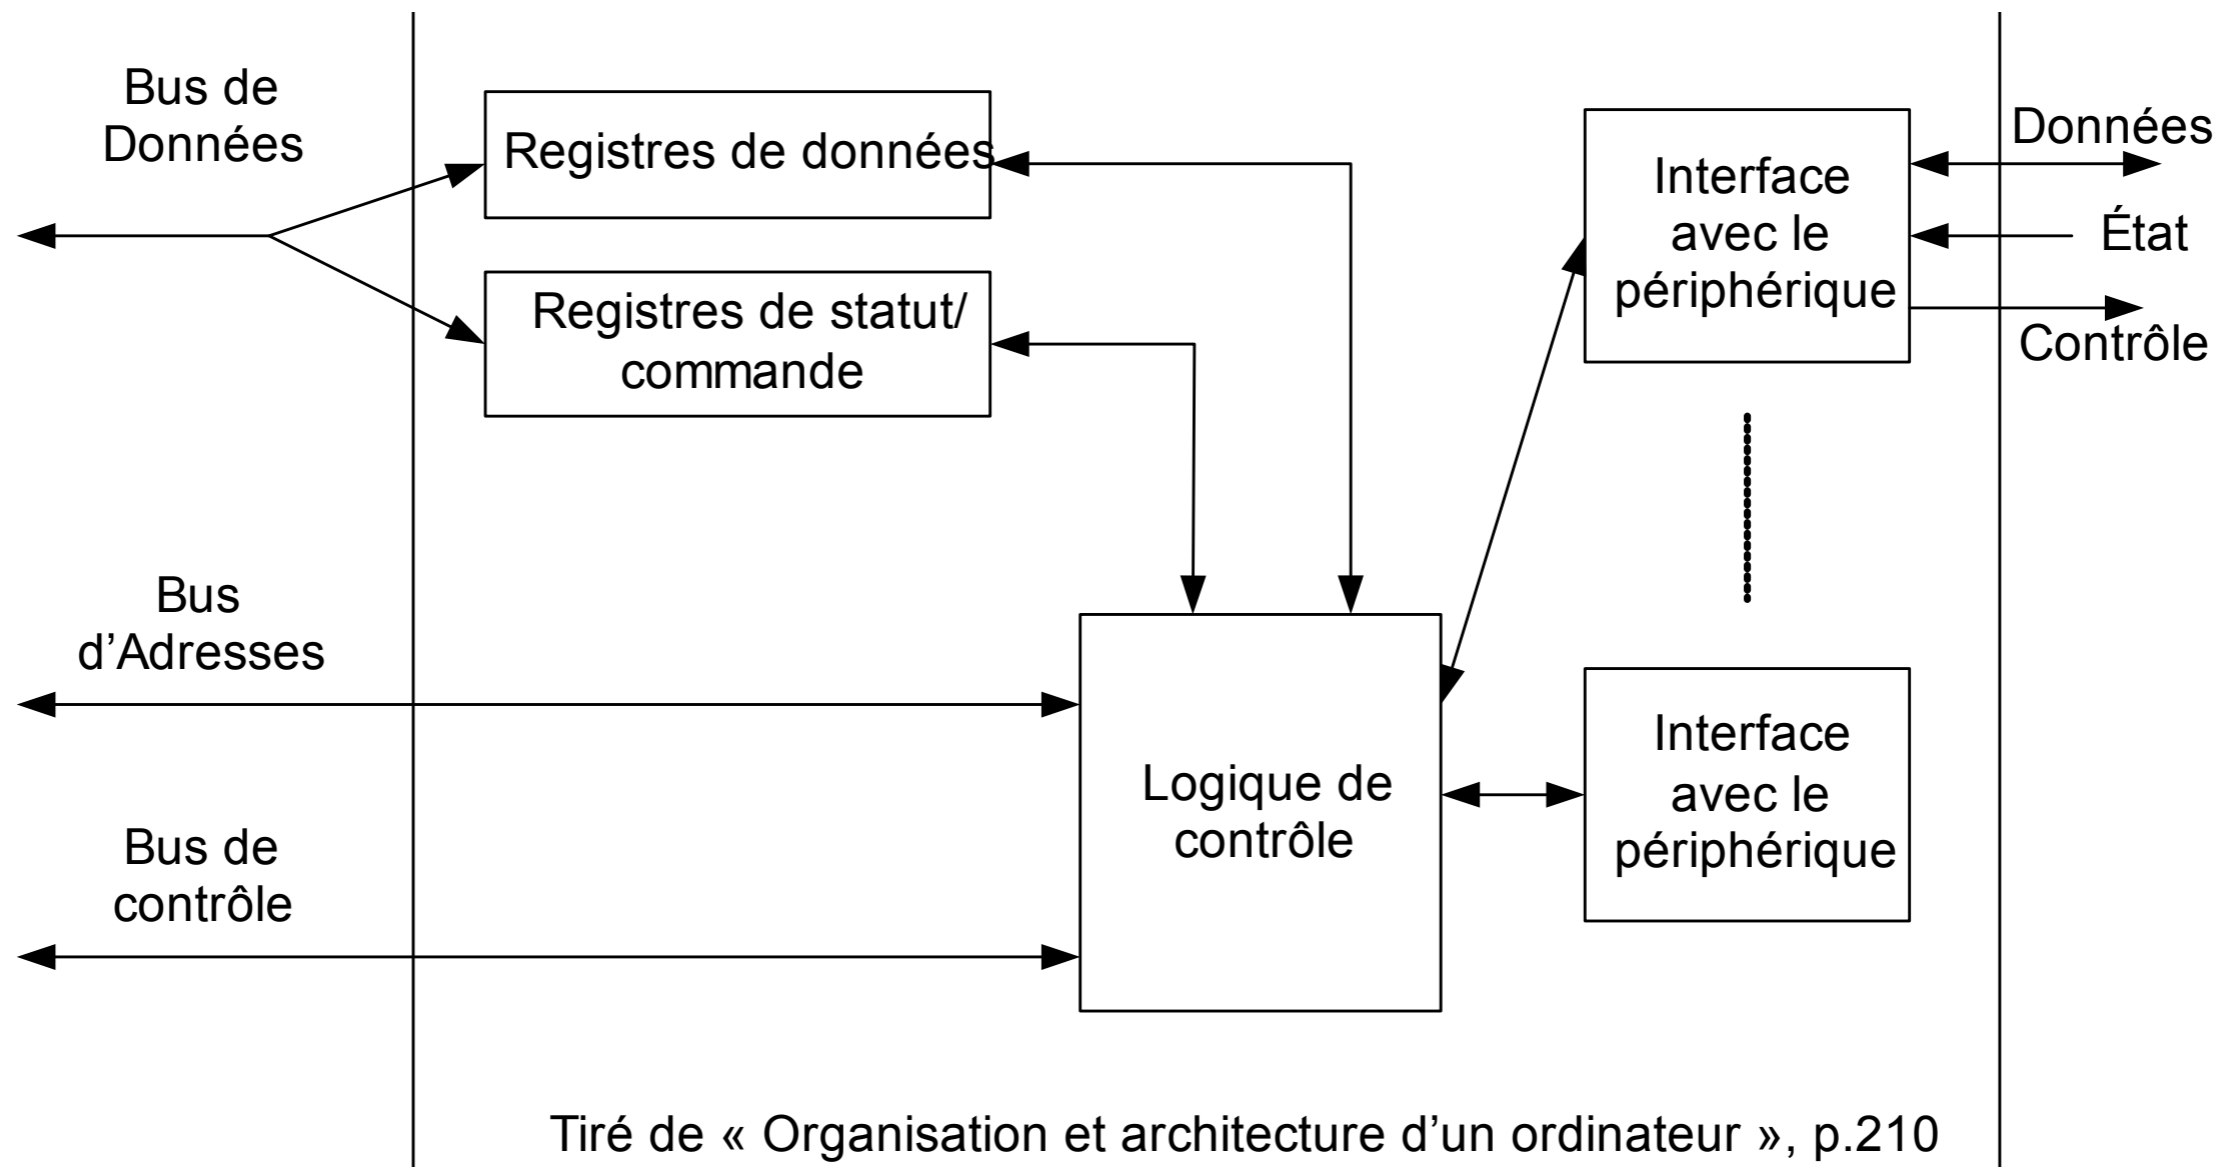 Bus de
Données
Registres de données
Registres de statut/
commande
Interface
avec le
périphérique
Données
État
Contrôle
Bus
d’Adresses
Bus de
contrôle
Logique de
contrôle
Interface
avec le
périphérique
Tiré de « Organisation et architecture d’un ordinateur », p.210